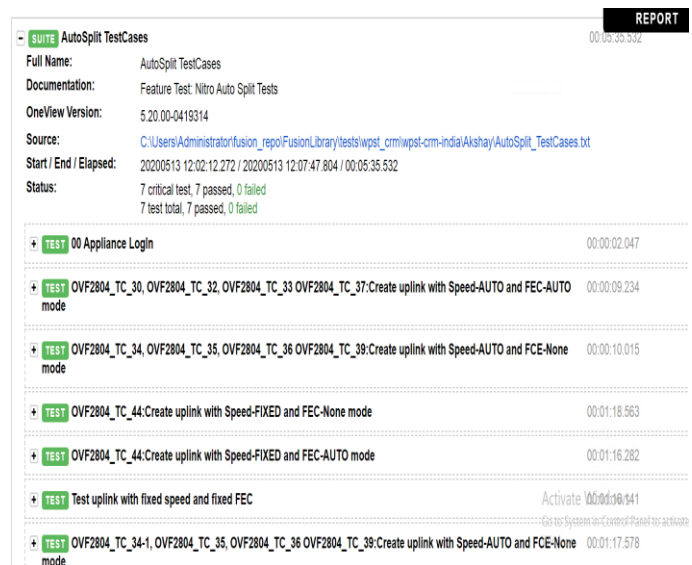 REPORT
SUITE AutoSplit TestCases 00:05:35.532
Full Name: AutoSplit TestCases
Documentation: Feature Test: Nitro Auto Split Tests
OneView Version: 5.20.00-0419314
Source: C:\Users\Administrator\fusion_repo\FusionLibrary\tests\wpst_crm\wpst-crm-india\Akshay\AutoSplit_TestCases.txt
Start / End / Elapsed: 20200513 12:02:12.272 / 20200513 12:07:47.804 / 00:05:35.532
Status: 7 critical test, 7 passed, 0 failed
7 test total, 7 passed, 0 failed
+ TEST 00 Appliance LogIn 00:00:02.047
+ TEST OVF2804_TC_30, OVF2804_TC_32, OVF2804_TC_33 OVF2804_TC_37:Create uplink with Speed-AUTO and FEC-AUTO 00:00:09.234
mode
+ TEST OVF2804_TC_34, OVF2804_TC_35, OVF2804_TC_36 OVF2804_TC_39:Create uplink with Speed-AUTO and FCE-None 00:00:10.015
mode
+ TEST OVF2804_TC_44:Create uplink with Speed-FIXED and FEC-None mode 00:01:18.563
+ TEST OVF2804_TC_44:Create uplink with Speed-FIXED and FEC-AUTO mode 00:01:16.282
+ TEST Test uplink with fixed speed and fixed FEC 00:01:16.141
Activate Windows
Go to System in Control Panel to activate
+ TEST OVF2804_TC_34-1, OVF2804_TC_35, OVF2804_TC_36 OVF2804_TC_39:Create uplink with Speed-AUTO and FCE-None 00:01:17.578
mode